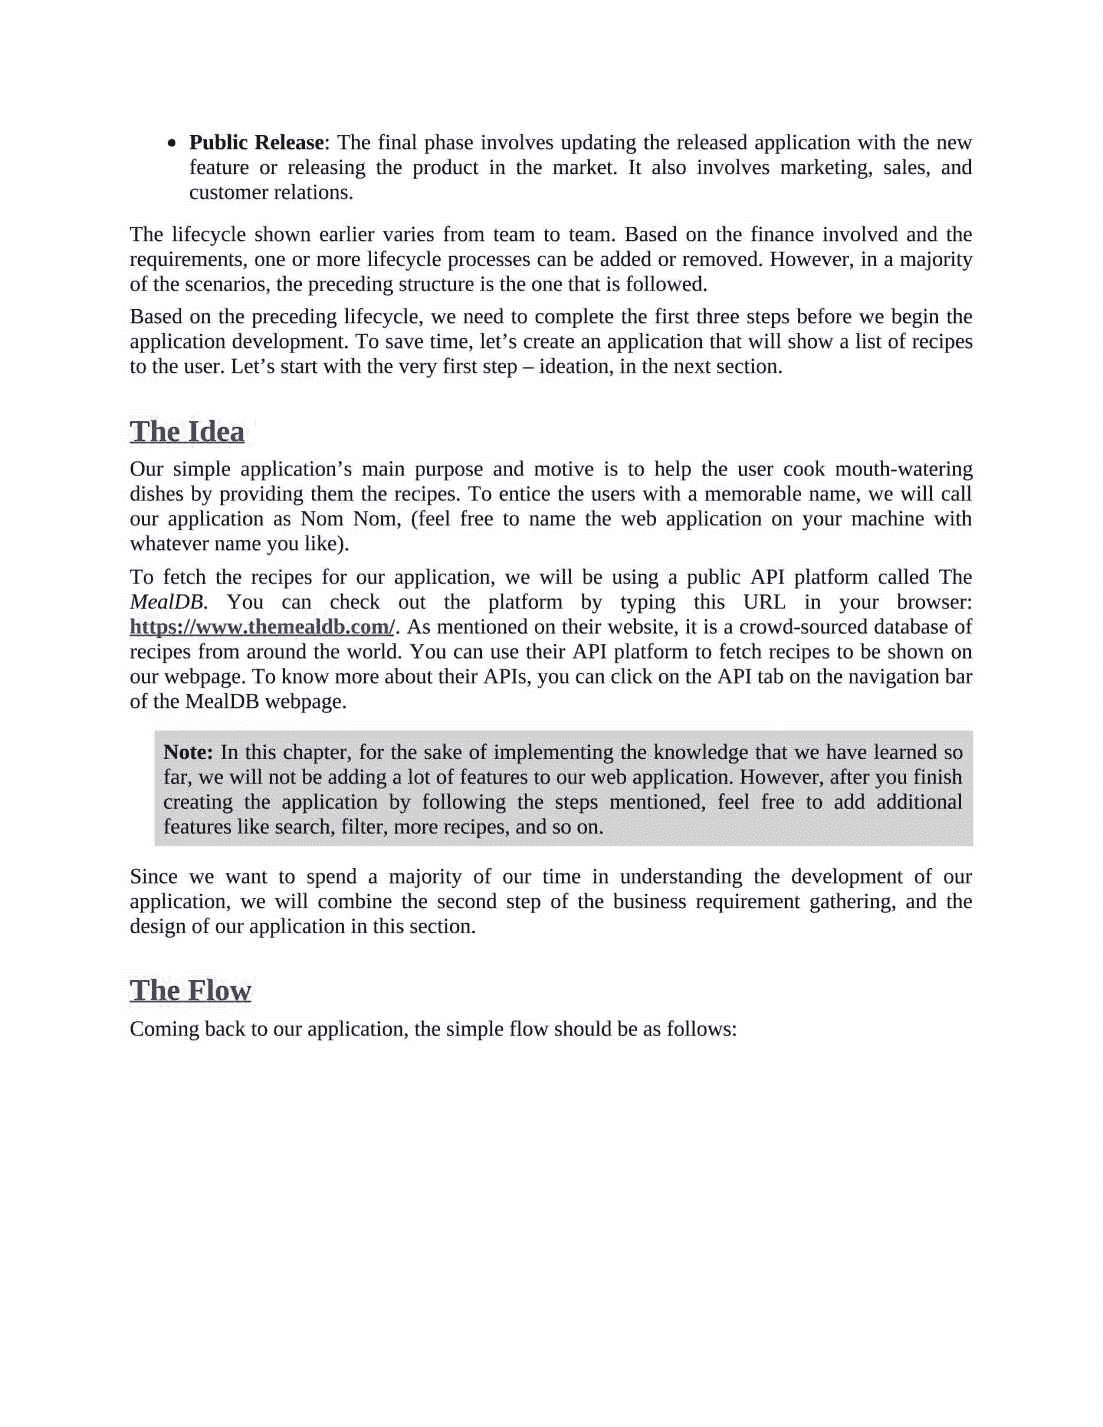 • Public Release: The final phase involves updating the released application with the new
feature or releasing the product in the market. It also involves marketing, sales, and
customer relations.
The lifecycle shown earlier varies from team to team. Based on the finance involved and the
requirements, one or more lifecycle processes can be added or removed. However, in a majority
of the scenarios, the preceding structure is the one that is followed.
Based on the preceding lifecycle, we need to complete the first three steps before we begin the
application development. To save time, let’s create an application that will show a list of recipes
to the user. Let’s start with the very first step – ideation, in the next section.
The Idea
Our simple application’s main purpose and motive is to help the user cook mouth-watering
dishes by providing them the recipes. To entice the users with a memorable name, we will call
our application as Nom Nom, (feel free to name the web application on your machine with
whatever name you like).
To fetch the recipes for our application, we will be using a public API platform called The
MealDB. You can check out the platform by typing this URL in your browser:
https://www.themealdb.com/. As mentioned on their website, it is a crowd-sourced database of
recipes from around the world. You can use their API platform to fetch recipes to be shown on
our webpage. To know more about their APIs, you can click on the API tab on the navigation bar
of the MealDB webpage.
Note: In this chapter, for the sake of implementing the knowledge that we have learned so
far, we will not be adding a lot of features to our web application. However, after you finish
creating the application by following the steps mentioned, feel free to add additional
features like search, filter, more recipes, and so on.
Since we want to spend a majority of our time in understanding the development of our
application, we will combine the second step of the business requirement gathering, and the
design of our application in this section.
The Flow
Coming back to our application, the simple flow should be as follows: